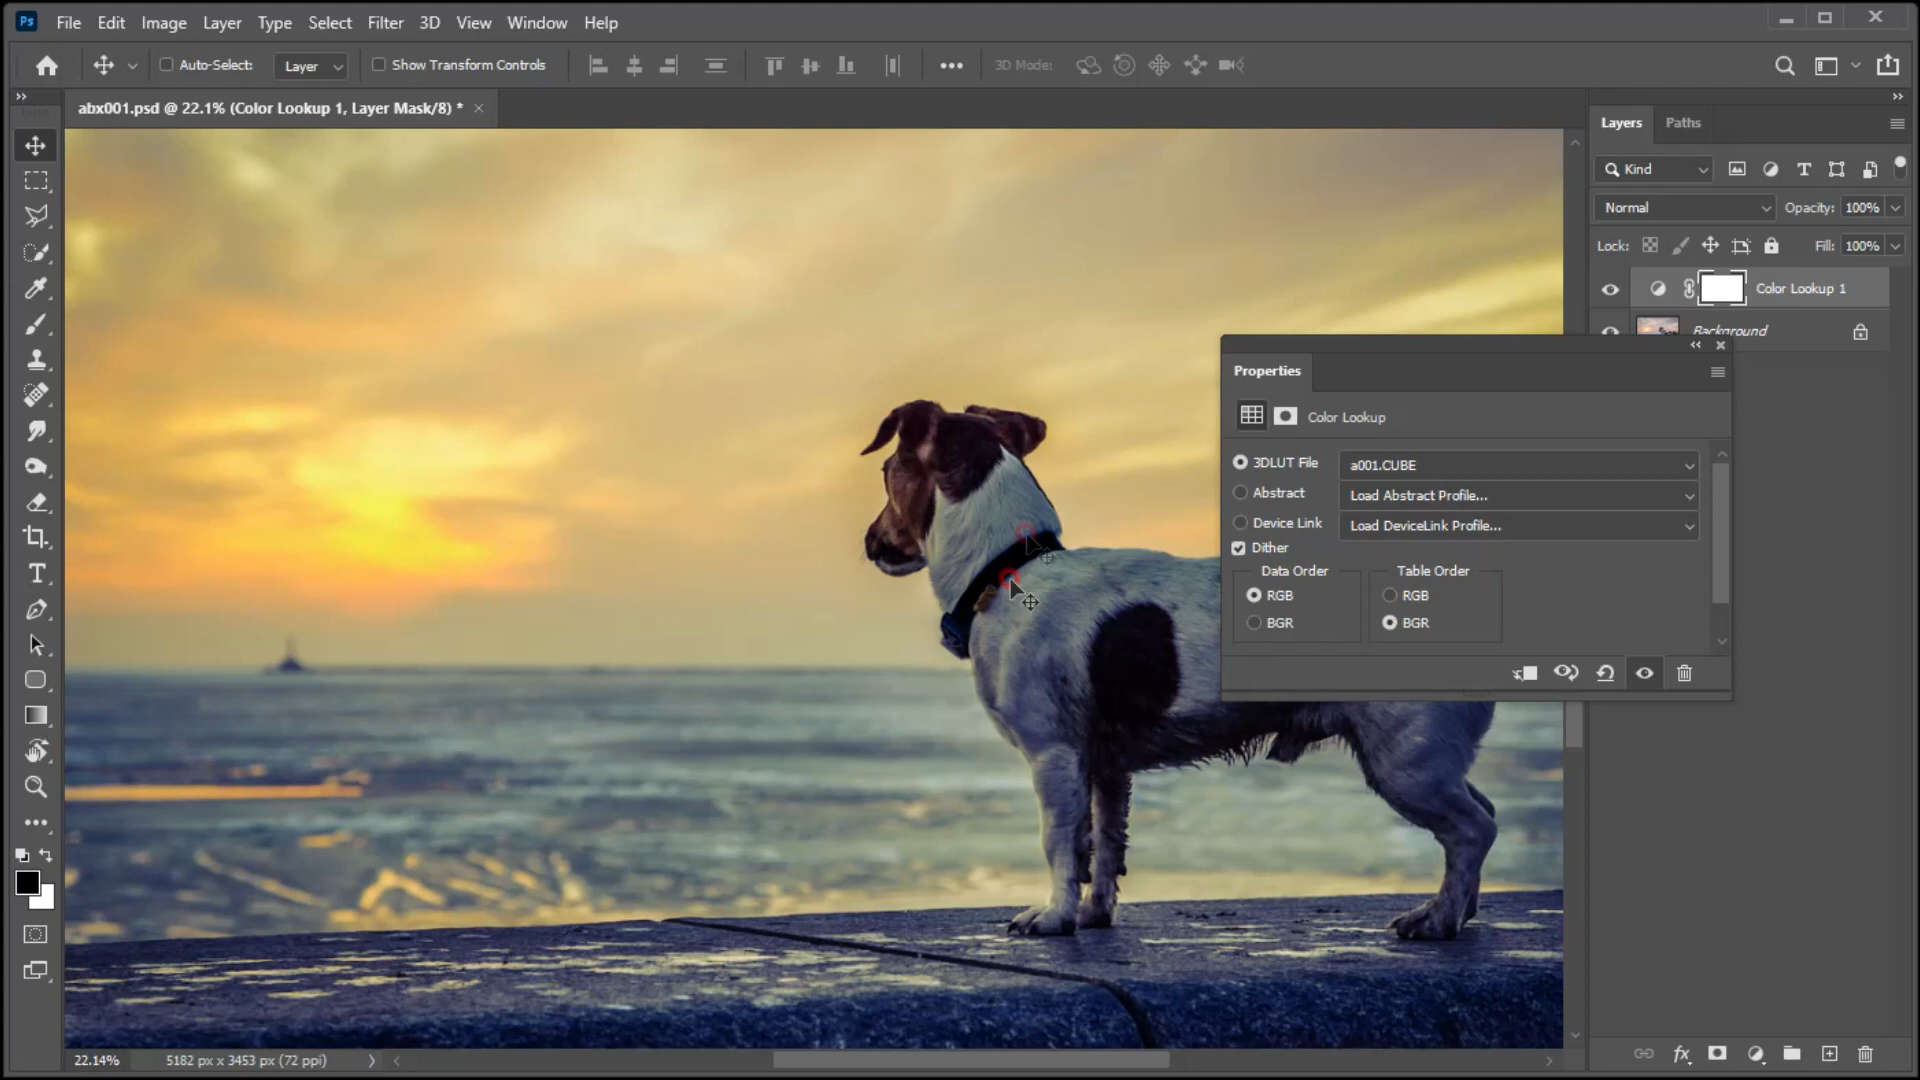 Ps File Edit Image Layer Type Select Filter 3D View Window Help
Auto-Select: Layer Show Transform Controls 3D Mode:
abx001.psd @ 22.1% (Color Lookup 1, Layer Mask/8) *
Layers Paths
Kind
Normal Opacity: 100%
Lock: Fill: 100%
Color Lookup 1
Background
Properties
Color Lookup
3DLUT File a001.CUBE
Abstract Load Abstract Profile...
Device Link Load DeviceLink Profile...
Dither
Data Order Table Order
RGB RGB
BGR BGR
22.14% 5182 px x 3453 px (72 ppi)